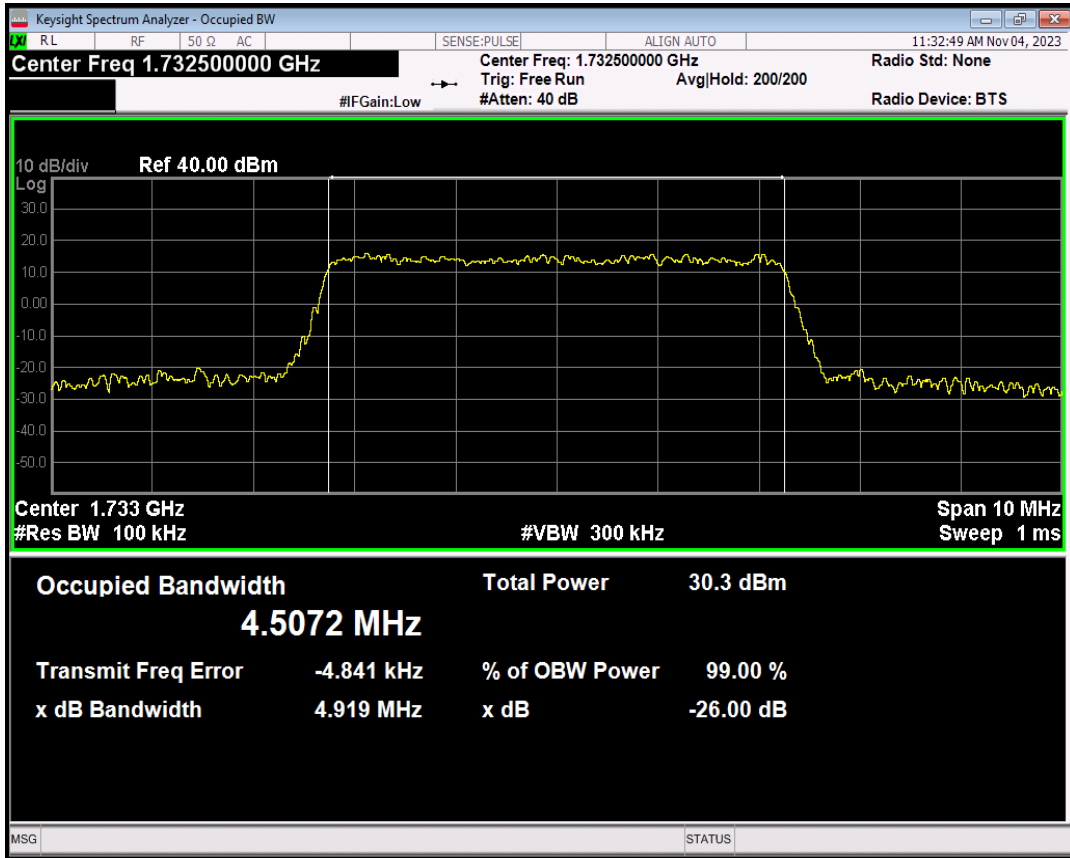 Keysight Spectrum Analyzer - Occupied BW
LXI RL RF 50 Ω AC SENSE:PULSE ALIGN AUTO 11:32:49 AM Nov 04, 2023
Center Freq 1.732500000 GHz Center Freq: 1.732500000 GHz Radio Std: None
Trig: Free Run Avg|Hold: 200/200
#IFGain:Low #Atten: 40 dB Radio Device: BTS
10 dB/div Ref 40.00 dBm
Log
30.0
20.0
10.0
0.00
-10.0
-20.0
-30.0
-40.0
-50.0
Center 1.733 GHz Span 10 MHz
#Res BW 100 kHz #VBW 300 kHz Sweep 1 ms
Occupied Bandwidth Total Power 30.3 dBm
4.5072 MHz
Transmit Freq Error -4.841 kHz % of OBW Power 99.00 %
x dB Bandwidth 4.919 MHz x dB -26.00 dB
MSG STATUS